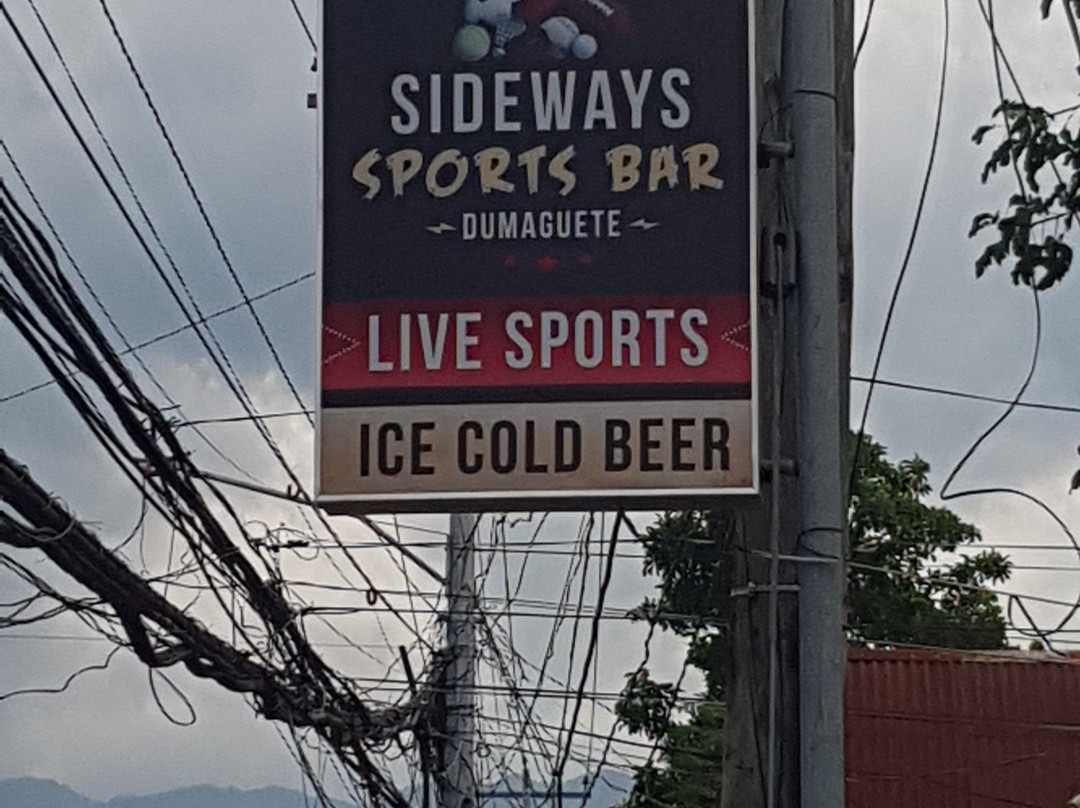 SIDEWAYS
SPORTS BAR
DUMAGUETE
LIVE SPORTS
ICE COLD BEER